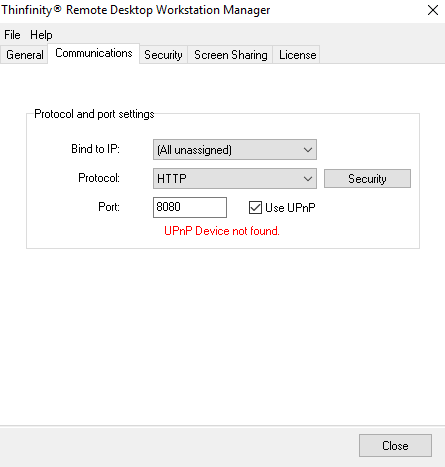 Thinfinity® Remote Desktop Workstation Manager
File Help
General Communications Security Screen Sharing License
Protocol and port settings
Bind to IP: (All unassigned)
Protocol: HTTP Security
Port: 8080 Use UPnP
UPnP Device not found.
Close